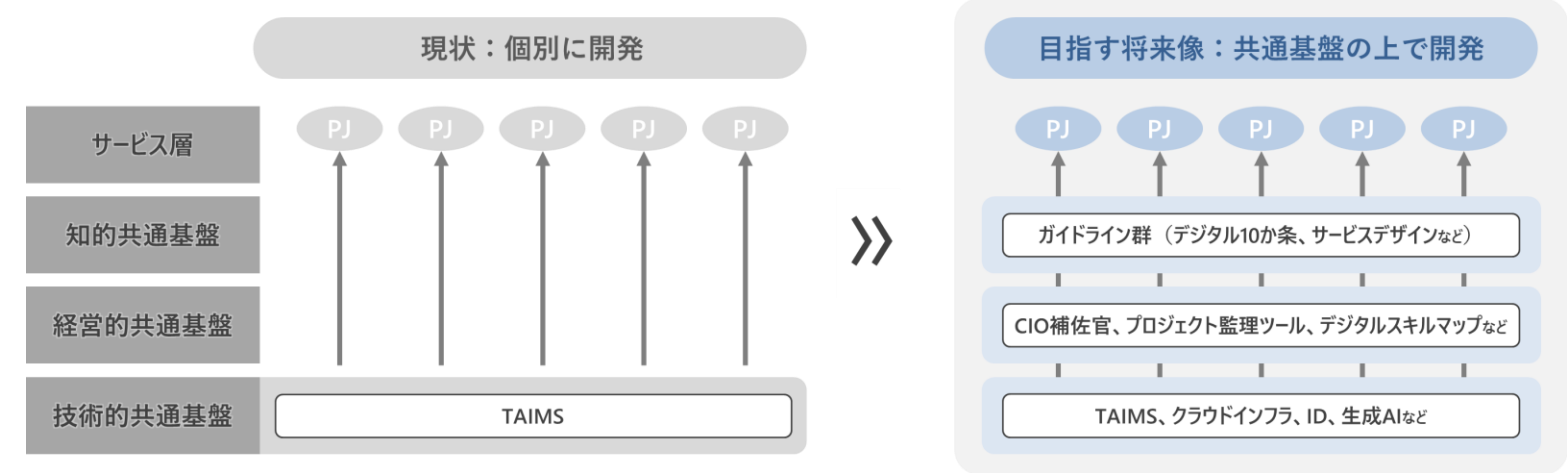 現状：個別に開発
目指す将来像：共通基盤の上で開発
サービス層
PJ PJ PJ PJ PJ
PJ PJ PJ PJ PJ
知的共通基盤
ガイドライン群（デジタル10か条、サービスデザインなど）
経営的共通基盤
CIO補佐官、プロジェクト監理ツール、デジタルスキルマップなど
技術的共通基盤
TAIMS
TAIMS、クラウドインフラ、ID、生成AIなど